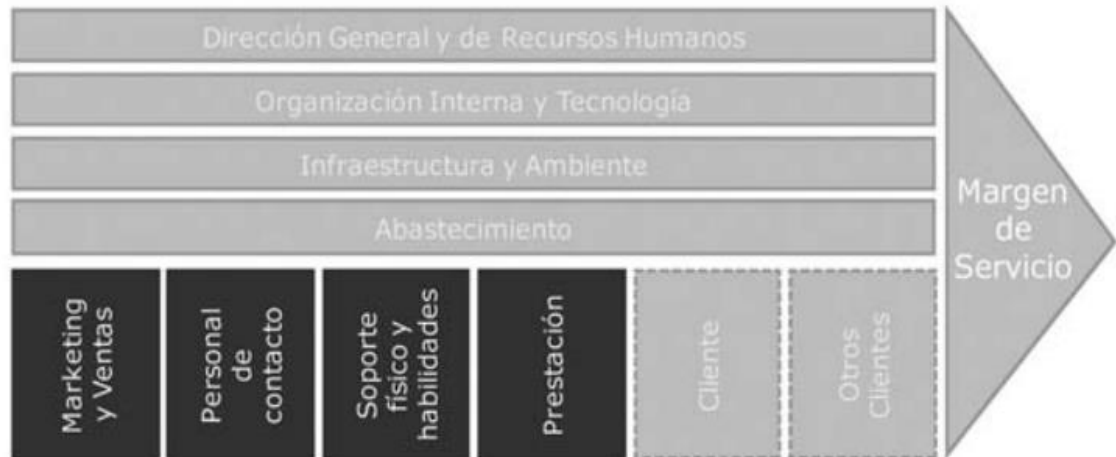 Dirección General y de Recursos Humanos
Organización Interna y Tecnología
Infraestructura y Ambiente
Abastecimiento
Marketing
y Ventas
Personal
de
contacto
Soporte
físico y
habilidades
Prestación
Cliente
Otros
Clientes
Margen
de
Servicio